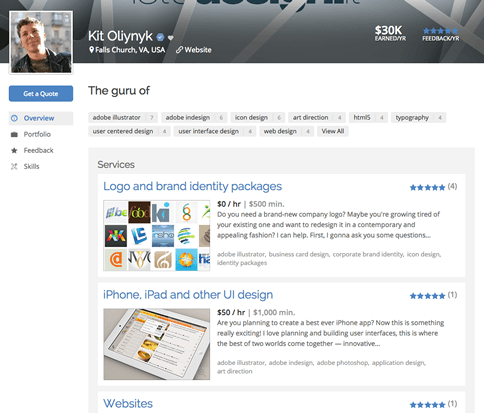 Kit Oliynyk
Falls Church, VA, USA Website
$30K
EARNED/YR
FEEDBACK/YR
Get a Quote
Overview
Portfolio
Feedback
Skills
The guru of
adobe illustrator 7 adobe indesign 6 icon design 6 art direction 4 html5 4 typography 4
user centered design 4 user interface design 4 web design 4 View All
Services
Logo and brand identity packages
(4)
$0 / hr | $500 min.
Do you need a brand-new company logo? Maybe you're growing tired of
your existing one and want to redesign it in a contemporary and
appealing fashion? I can help. First, I gonna ask you some questions...
adobe illustrator, business card design, corporate brand identity, icon design,
identity packages
iPhone, iPad and other UI design
(1)
$50 / hr | $1,000 min.
Are you planning to create a best ever iPhone app? Now this is something
really exciting! I love planning and building user interfaces, this is where
the best of two worlds come together — innovative...
adobe illustrator, adobe indesign, adobe photoshop, application design,
art direction
Websites
(1)